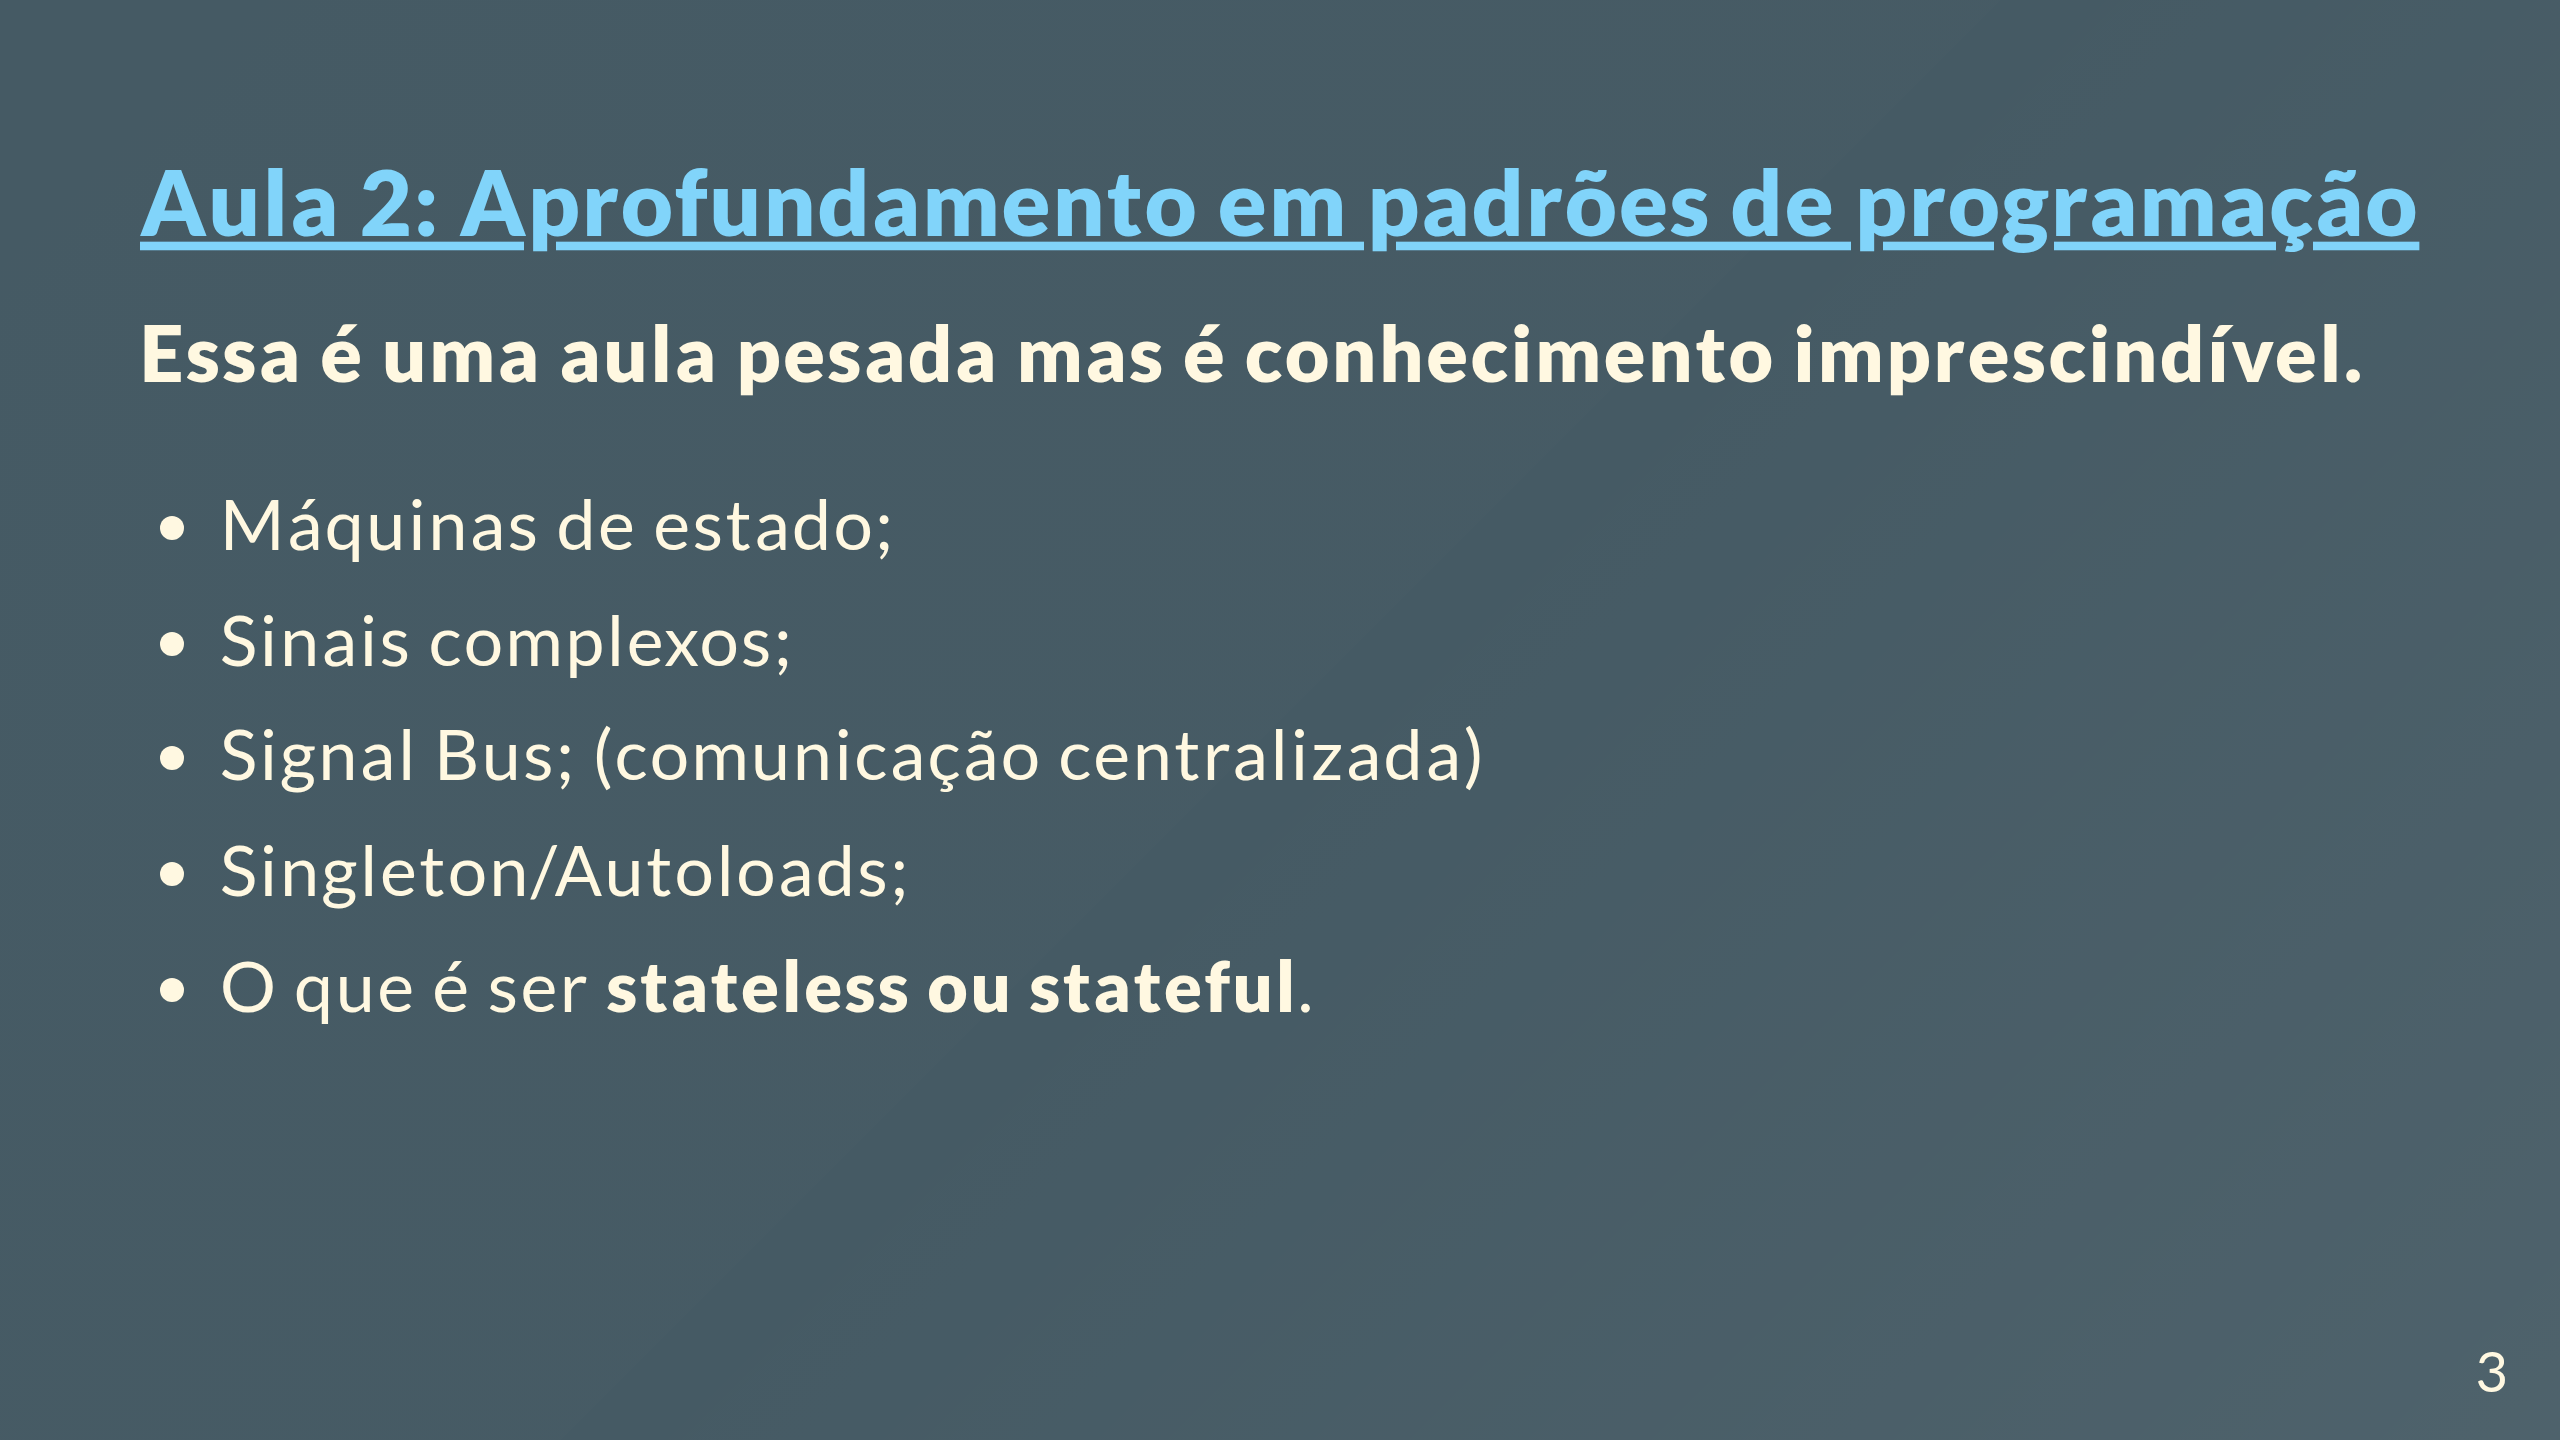 Aula 2: Aprofundamento em padrões de programação
Essa é uma aula pesada mas é conhecimento imprescindível.
• Máquinas de estado;
• Sinais complexos;
• Signal Bus; (comunicação centralizada)
• Singleton/Autoloads;
• O que é ser stateless ou stateful.
3